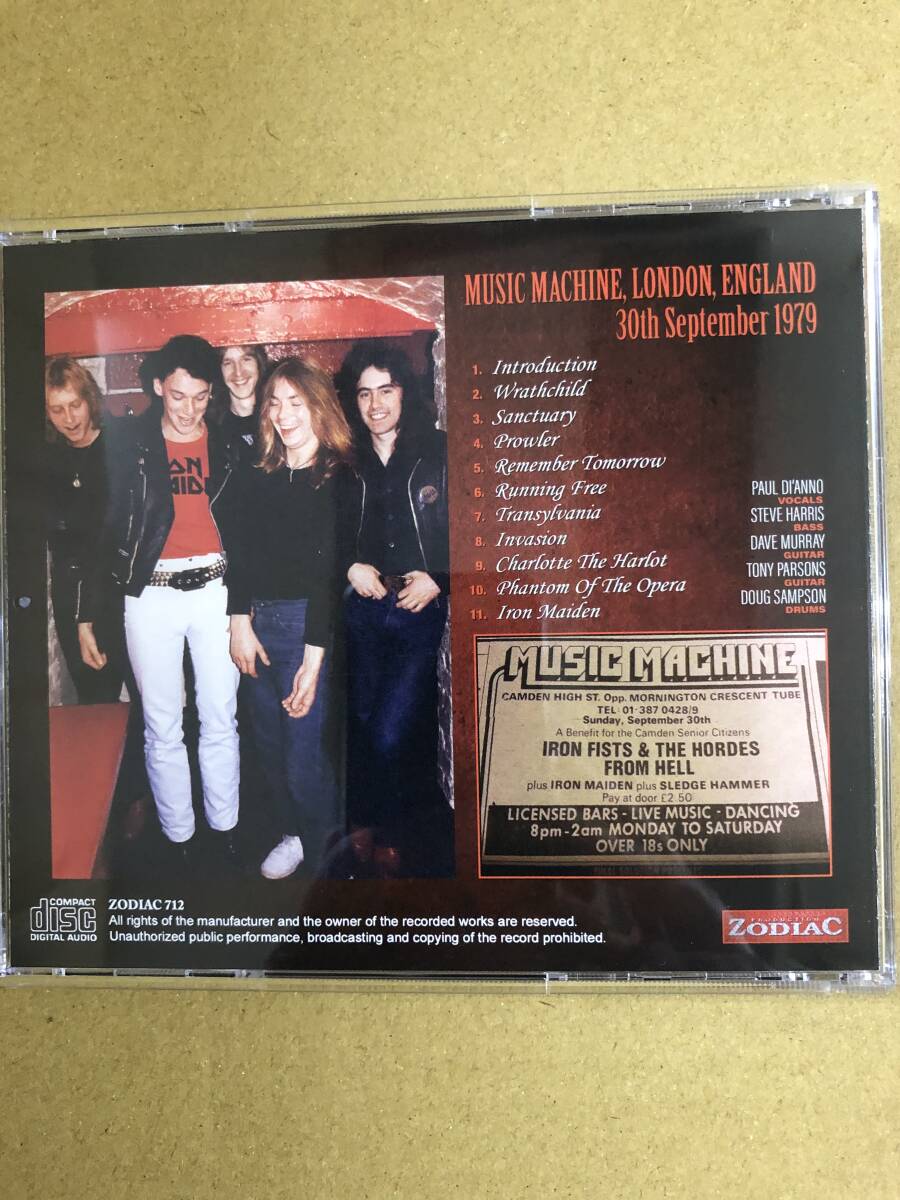 MUSIC MACHINE, LONDON, ENGLAND
30th September 1979
1. Introduction
2. Wrathchild
3. Sanctuary
4. Prowler
5. Remember Tomorrow
6. Running Free
7. Transylvania
8. Invasion
9. Charlotte The Harlot
10. Phantom Of The Opera
11. Iron Maiden
PAUL DI'ANNO
VOCALS
STEVE HARRIS
BASS
DAVE MURRAY
GUITAR
TONY PARSONS
GUITAR
DOUG SAMPSON
DRUMS
MUSIC MACHINE
CAMDEN HIGH ST. Opp. MORNINGTON CRESCENT TUBE
TEL 01-387 0428/9
Sunday, September 30th
A Benefit for the Camden Senior Citizens
IRON FISTS & THE HORDES
FROM HELL
plus IRON MAIDEN plus SLEDGE HAMMER
Pay at door £2 50
LICENSED BARS - LIVE MUSIC - DANCING
8pm-2am MONDAY TO SATURDAY
OVER 18s ONLY
COMPACT
disc
DIGITAL AUDIO
ZODIAC 712
All rights of the manufacturer and the owner of the recorded works are reserved.
Unauthorized public performance, broadcasting and copying of the record prohibited.
PRODUCTION
ZODIAC